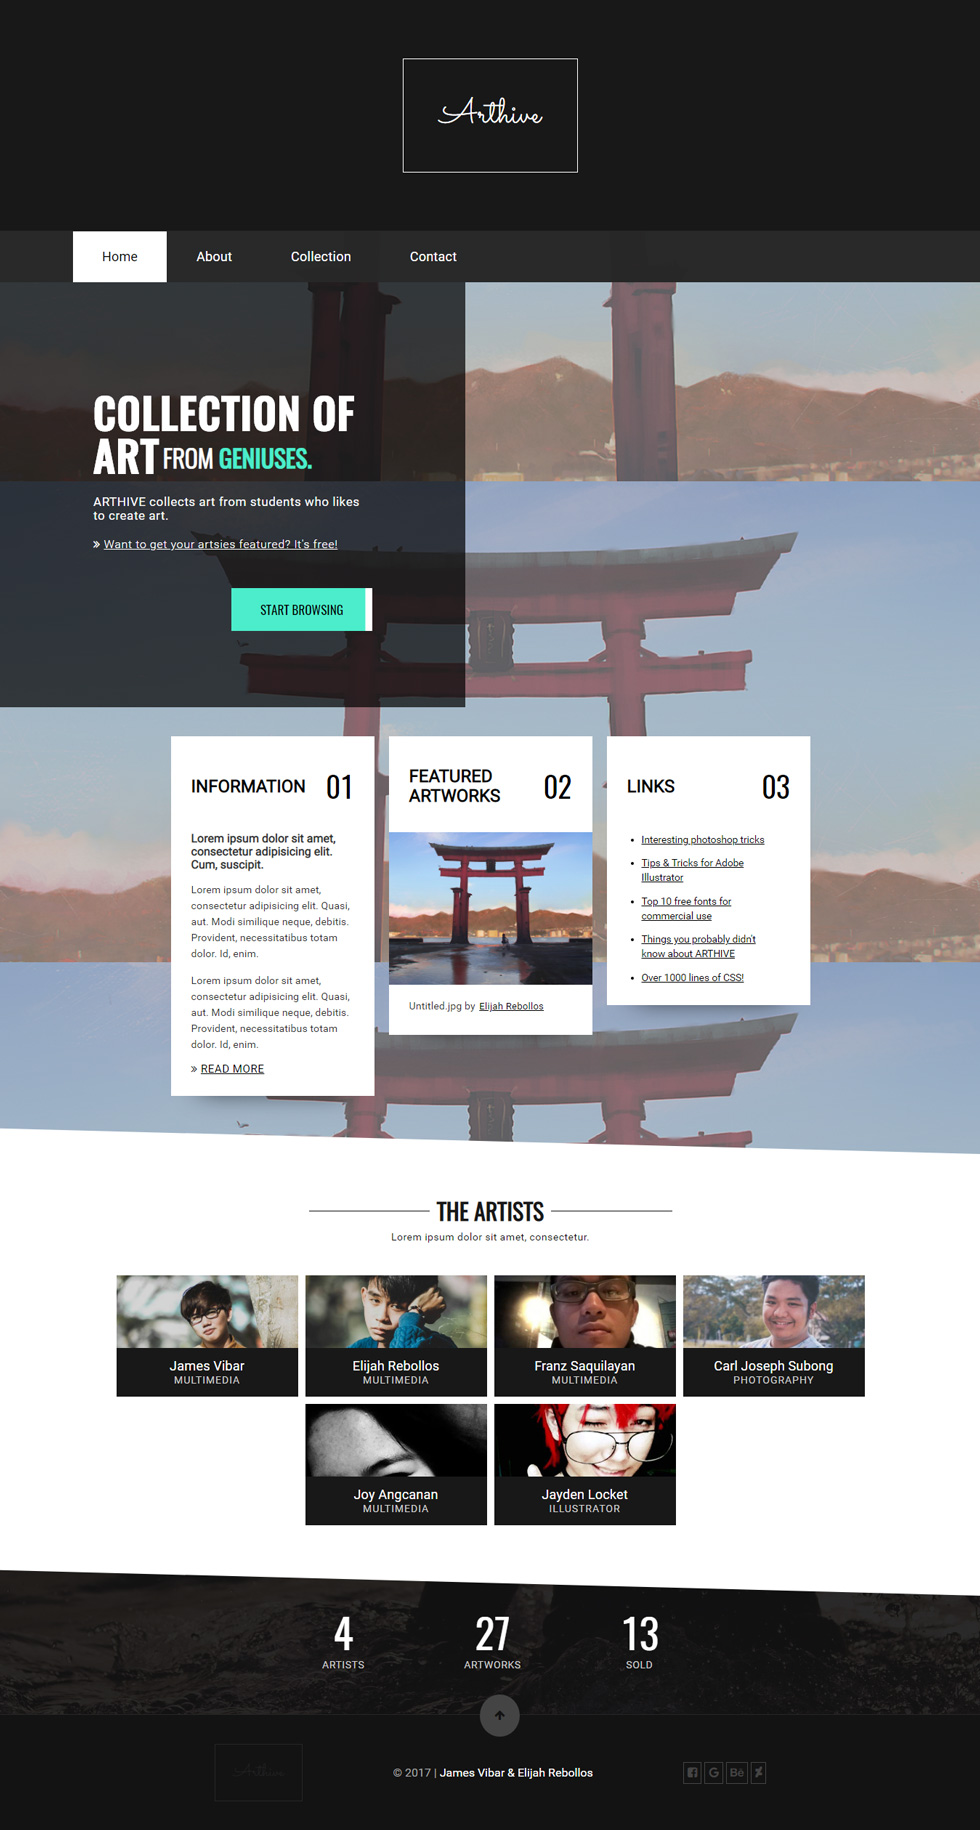 Arthive
Home
About
Collection
Contact
COLLECTION OF
ART FROM GENIUSES.
ARTHIVE collects art from students who likes
to create art.
» Want to get your artsies featured? It's free!
START BROWSING
INFORMATION
01
Lorem ipsum dolor sit amet,
consectetur adipisicing elit.
Cum, suscipit.
Lorem ipsum dolor sit amet,
consectetur adipisicing elit. Quasi,
aut. Modi similique neque, debitis.
Provident, necessitatibus totam
dolor. Id, enim.
Lorem ipsum dolor sit amet,
consectetur adipisicing elit. Quasi,
aut. Modi similique neque, debitis.
Provident, necessitatibus totam
dolor. Id, enim.
» READ MORE
FEATURED
ARTWORKS
02
Untitled.jpg by Elijah Rebollos
LINKS
03
• Interesting photoshop tricks
• Tips & Tricks for Adobe
Illustrator
• Top 10 free fonts for
commercial use
• Things you probably didn't
know about ARTHIVE
• Over 1000 lines of CSS!
THE ARTISTS
Lorem ipsum dolor sit amet, consectetur.
James Vibar
MULTIMEDIA
Elijah Rebollos
MULTIMEDIA
Franz Saquilayan
MULTIMEDIA
Carl Joseph Subong
PHOTOGRAPHY
Joy Angcanan
MULTIMEDIA
Jayden Locket
ILLUSTRATOR
4
ARTISTS
27
ARTWORKS
13
SOLD
Arthive
© 2017 | James Vibar & Elijah Rebollos
G
Bē